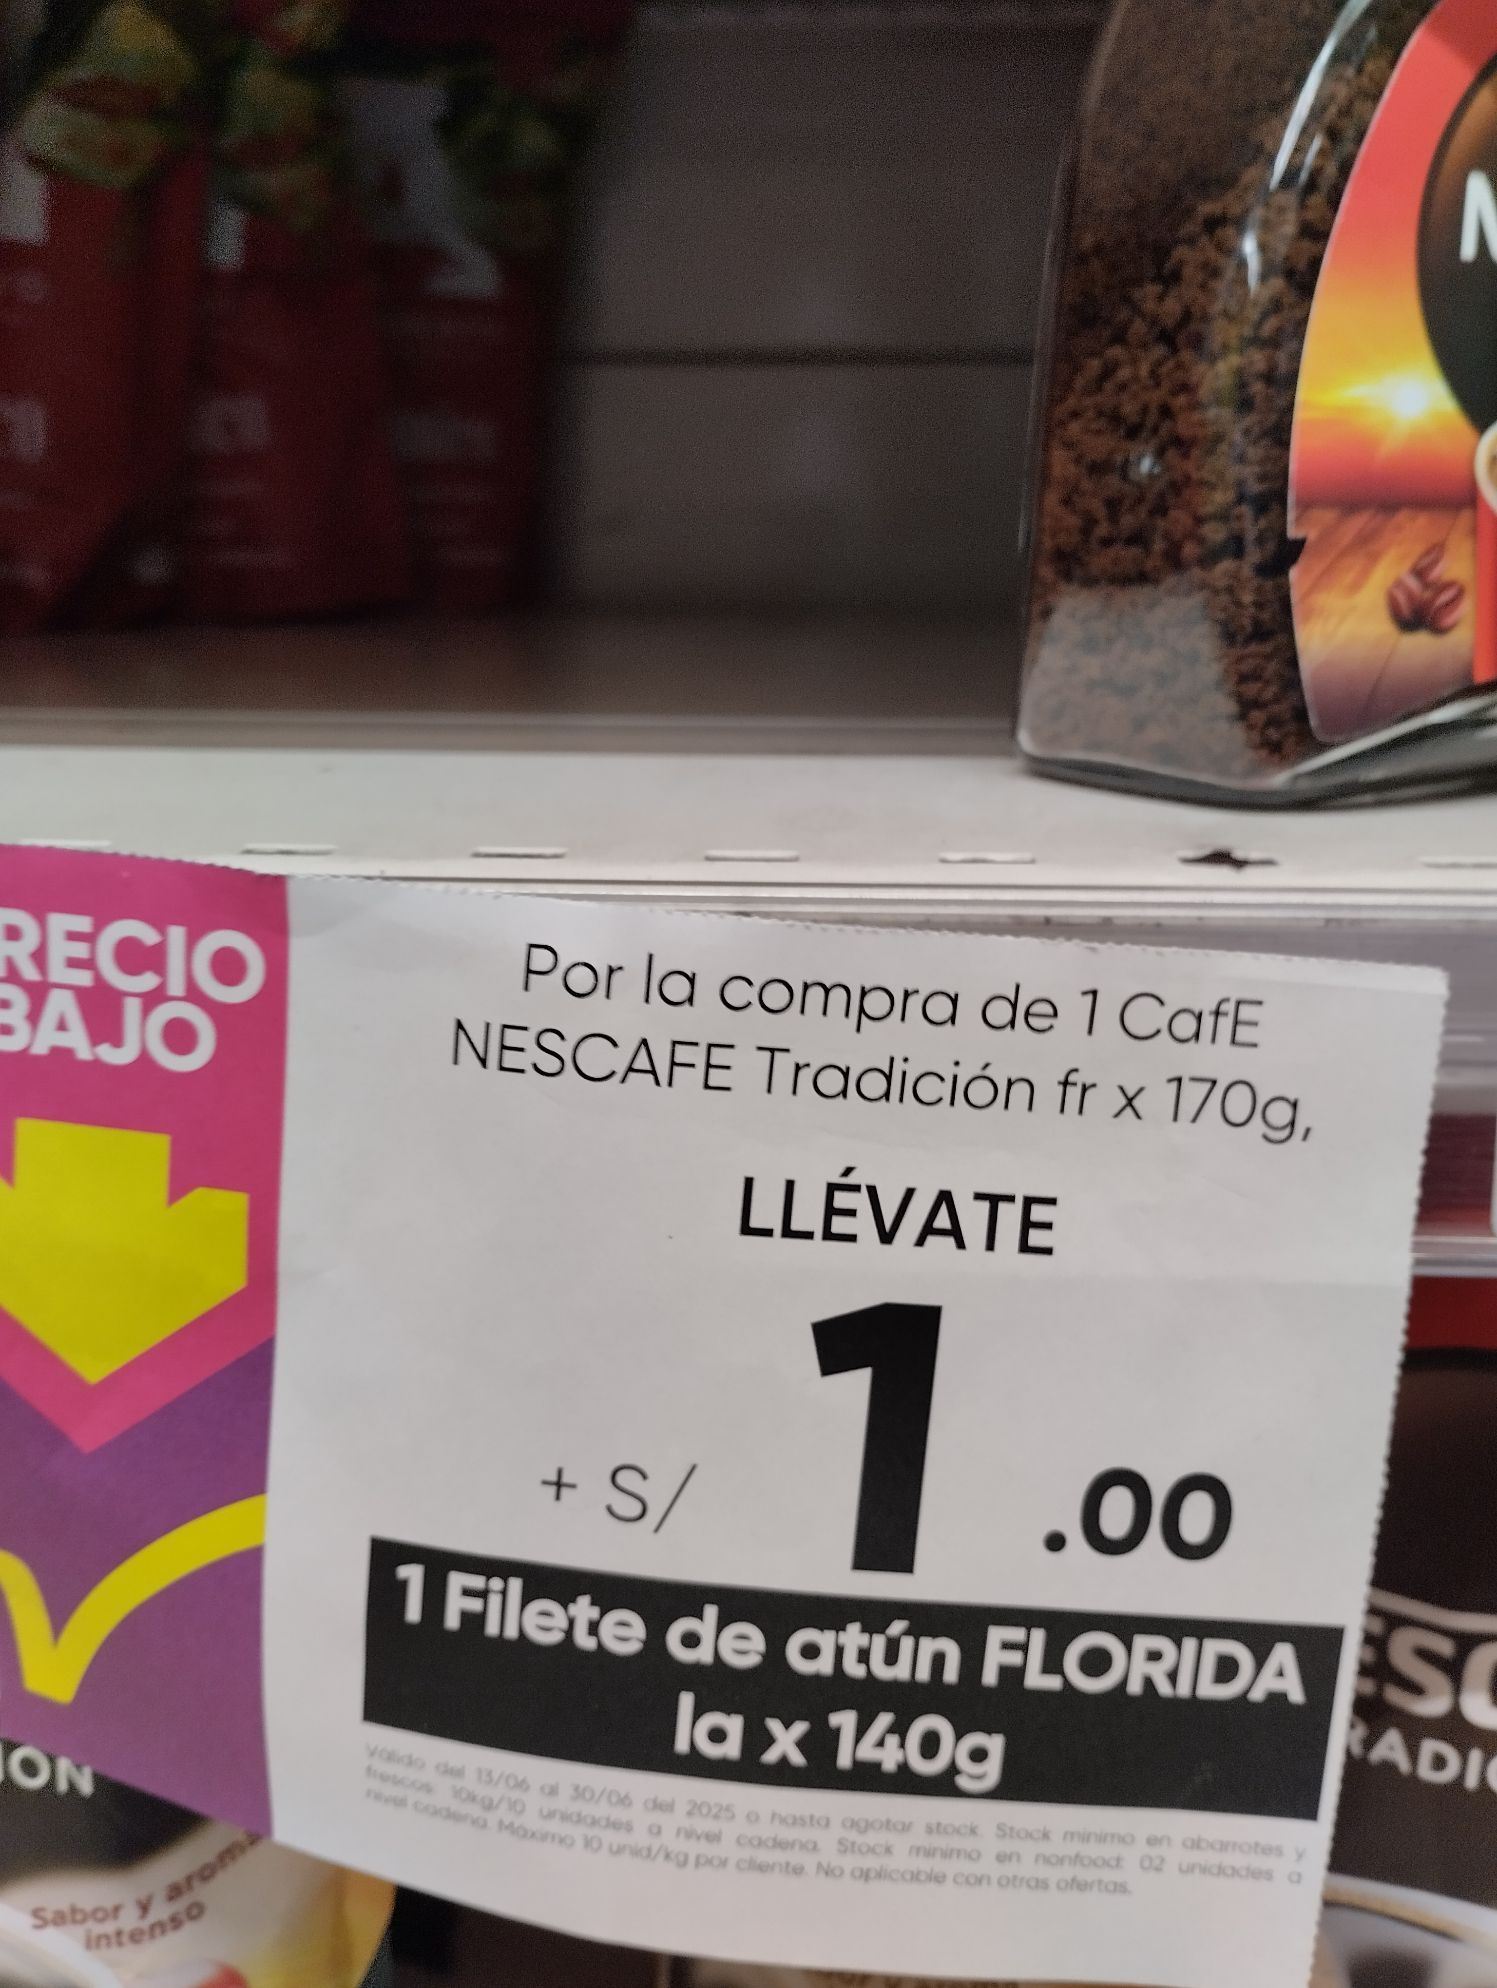 RECIO
BAJO
Por la compra de 1 CafE
NESCAFE Tradición fr x 170g,
LLÉVATE
+ S/ 1.00
1 Filete de atún FLORIDA
la x 140g
Válido del 13/06 al 30/06 del 2025 o hasta agotar stock. Stock minimo en abarrotes y
frescos: 10kg/10 unidades a nivel cadena. Stock minimo en nonfood: 02 unidades a
nivel cadena. Máximo 10 unid/kg por cliente. No aplicable con otras ofertas.
ESC
RADIC
ION
Sabor y aroma
intenso